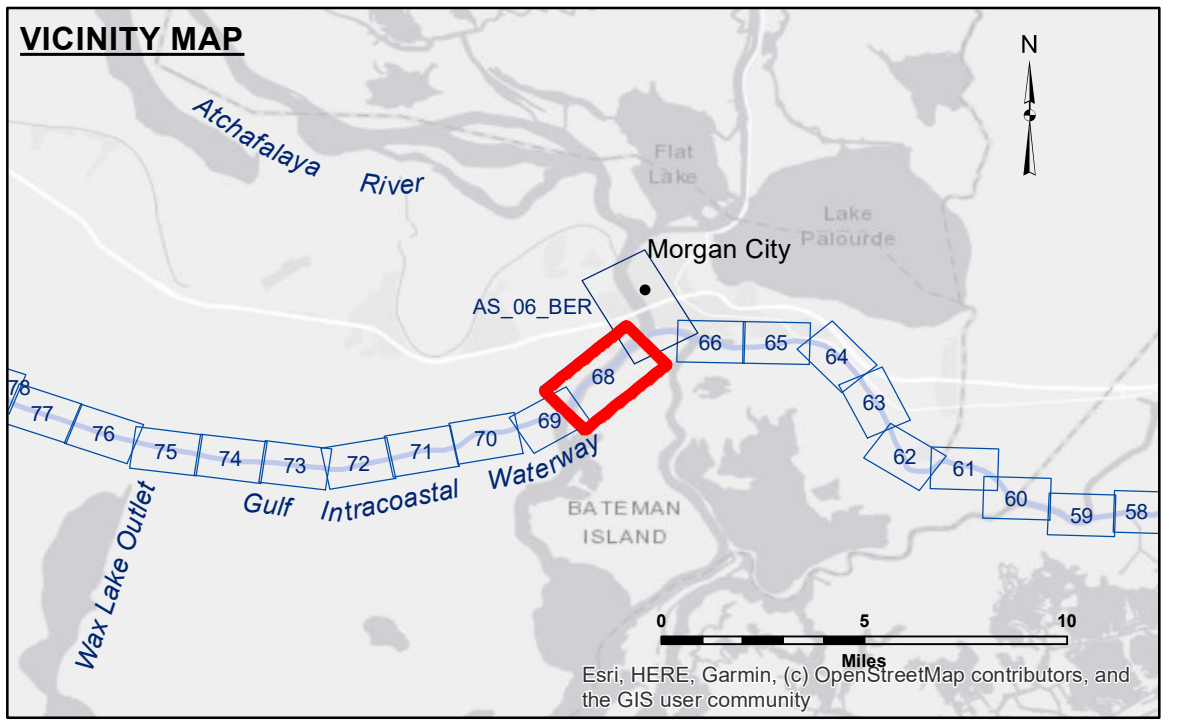 VICINITY MAP
N
Atchafalaya
River
Flat
Lake
Lake
Palourde
Morgan City
AS_06_BER
66
65
64
68
63
78
77
69
76
70
75
71
62
74
73
72
61
60
59
58
Gulf
Intracoastal
Waterway
Wax Lake Outlet
BATEMAN
ISLAND
0
5
10
Miles
Esri, HERE, Garmin, (c) OpenStreetMap contributors, and
the GIS user community